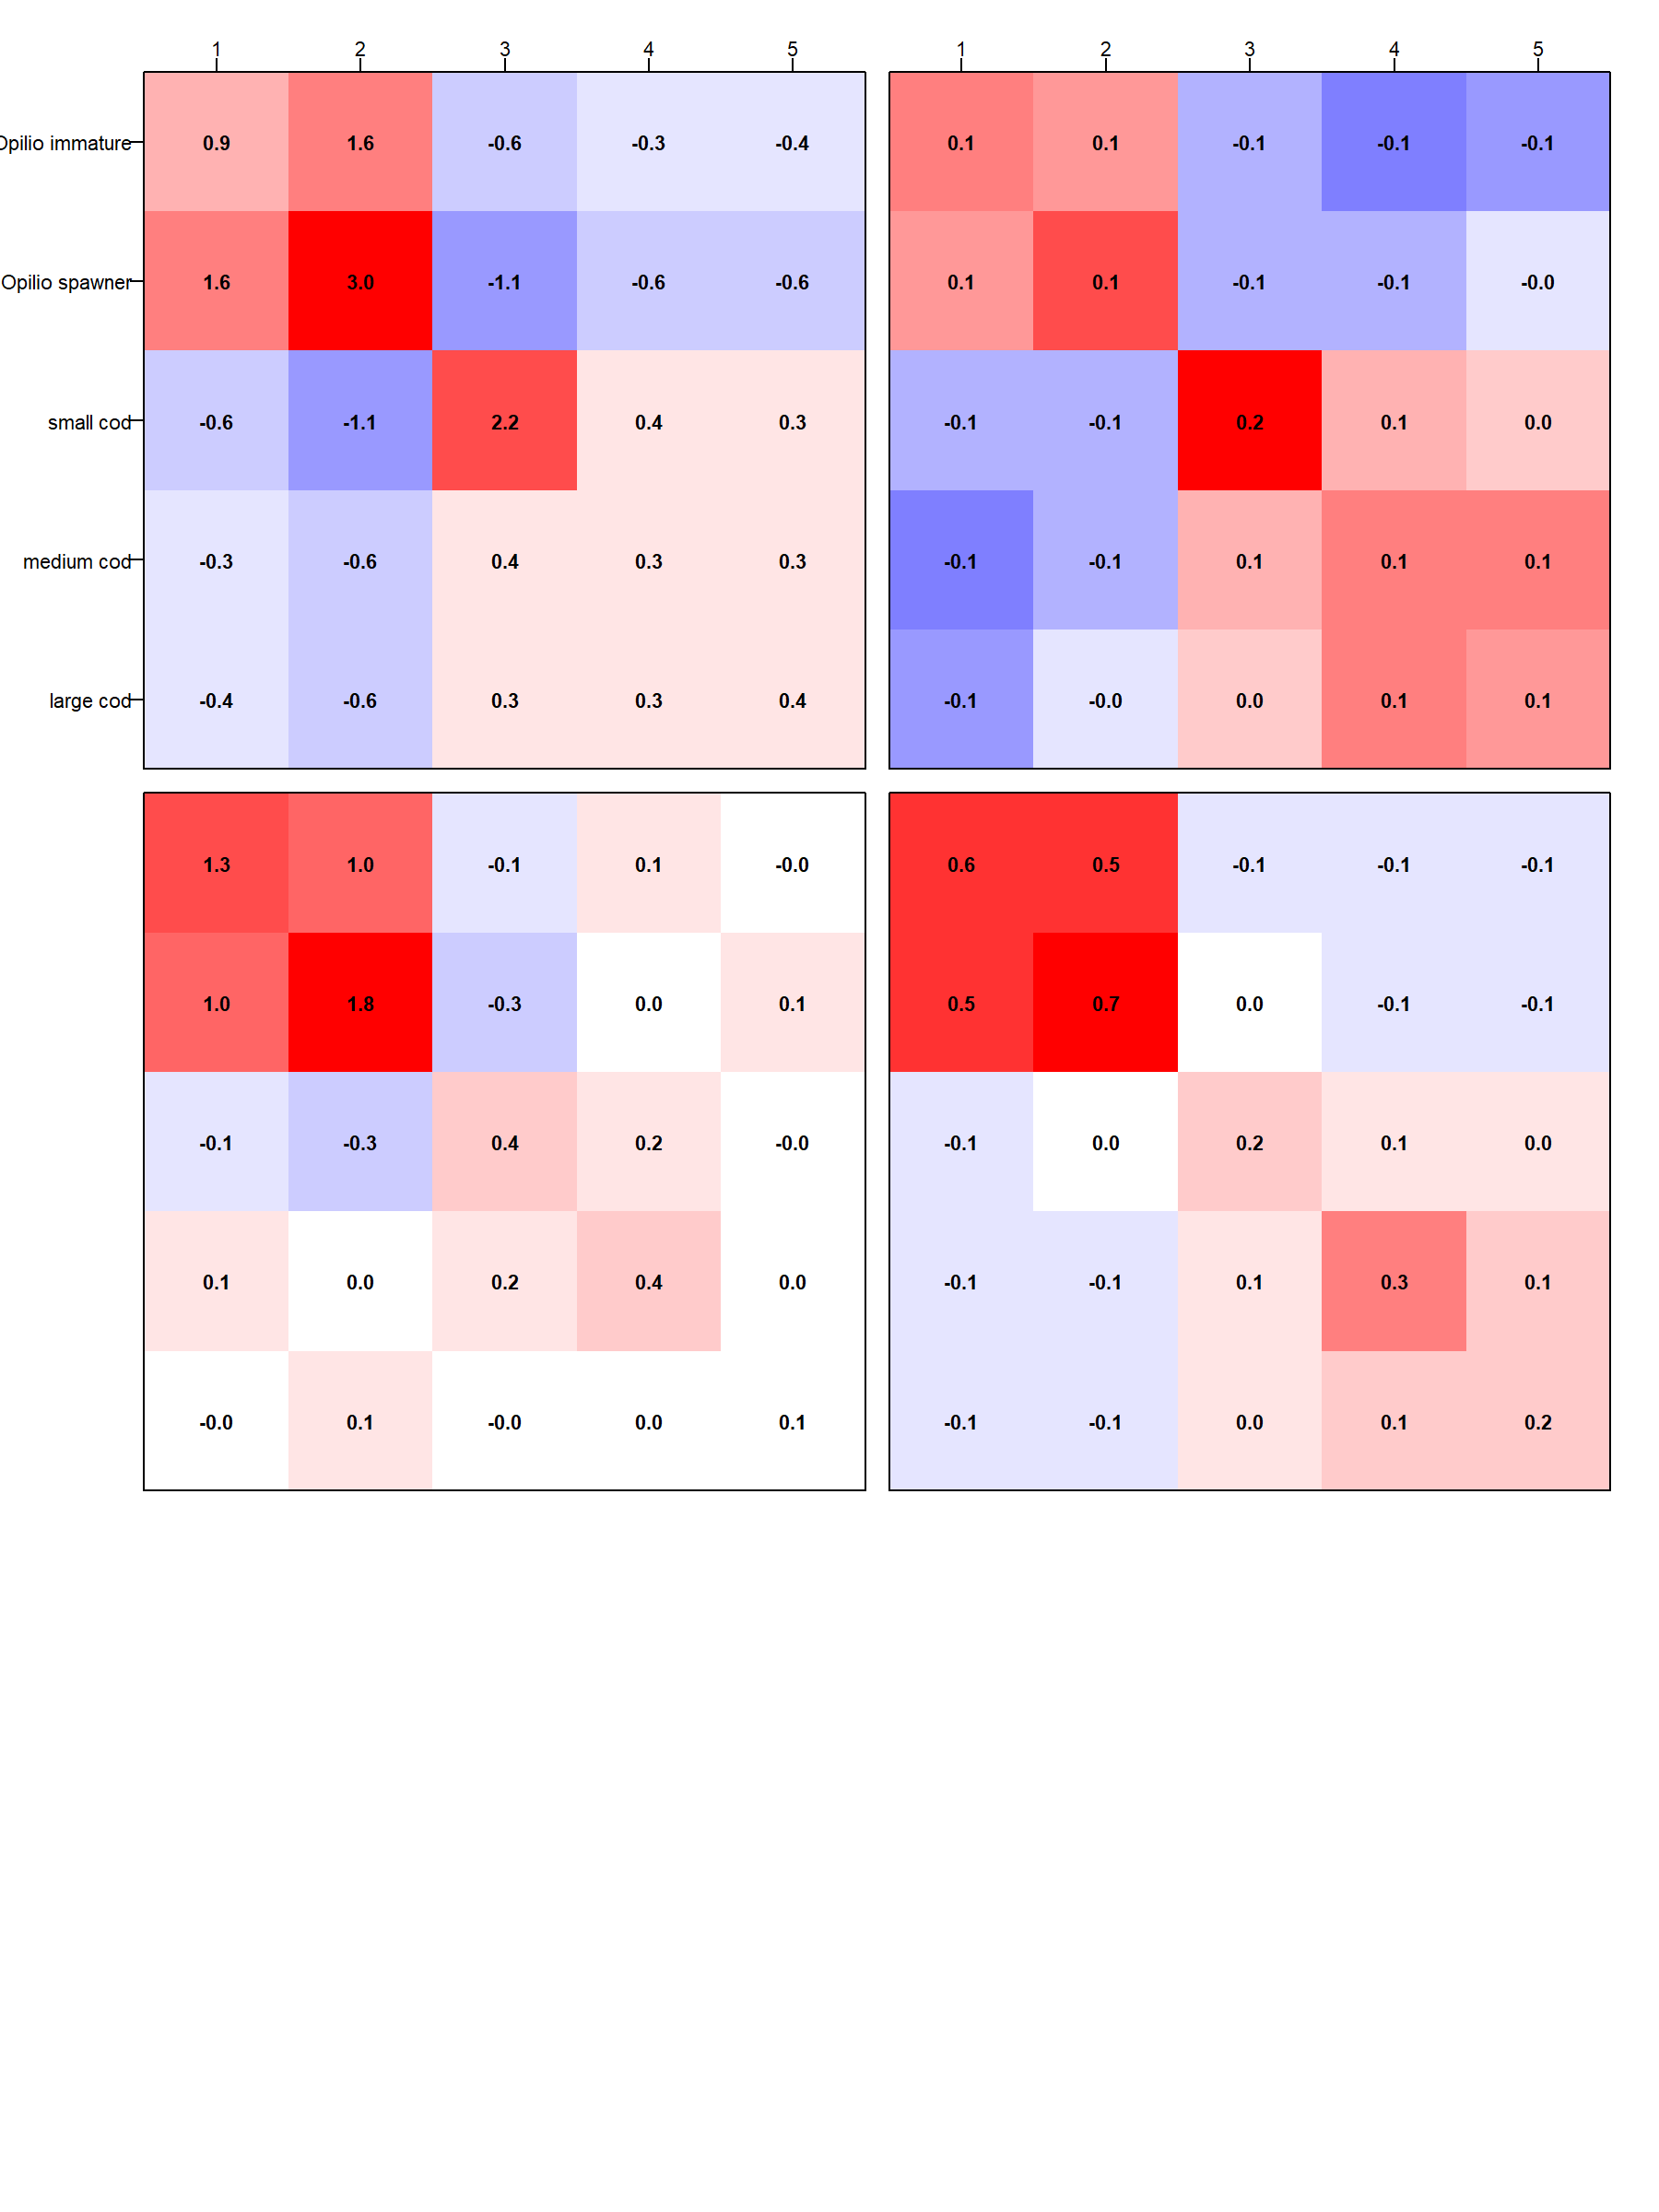 1 2 3 4 5 1 2 3 4 5
Opilio immature 0.9 1.6 -0.6 -0.3 -0.4 0.1 0.1 -0.1 -0.1 -0.1
Opilio spawner 1.6 3.0 -1.1 -0.6 -0.6 0.1 0.1 -0.1 -0.1 -0.0
small cod -0.6 -1.1 2.2 0.4 0.3 -0.1 -0.1 0.2 0.1 0.0
medium cod -0.3 -0.6 0.4 0.3 0.3 -0.1 -0.1 0.1 0.1 0.1
large cod -0.4 -0.6 0.3 0.3 0.4 -0.1 -0.0 0.0 0.1 0.1
1.3 1.0 -0.1 0.1 -0.0 0.6 0.5 -0.1 -0.1 -0.1
1.0 1.8 -0.3 0.0 0.1 0.5 0.7 0.0 -0.1 -0.1
-0.1 -0.3 0.4 0.2 -0.0 -0.1 0.0 0.2 0.1 0.0
0.1 0.0 0.2 0.4 0.0 -0.1 -0.1 0.1 0.3 0.1
-0.0 0.1 -0.0 0.0 0.1 -0.1 -0.1 0.0 0.1 0.2